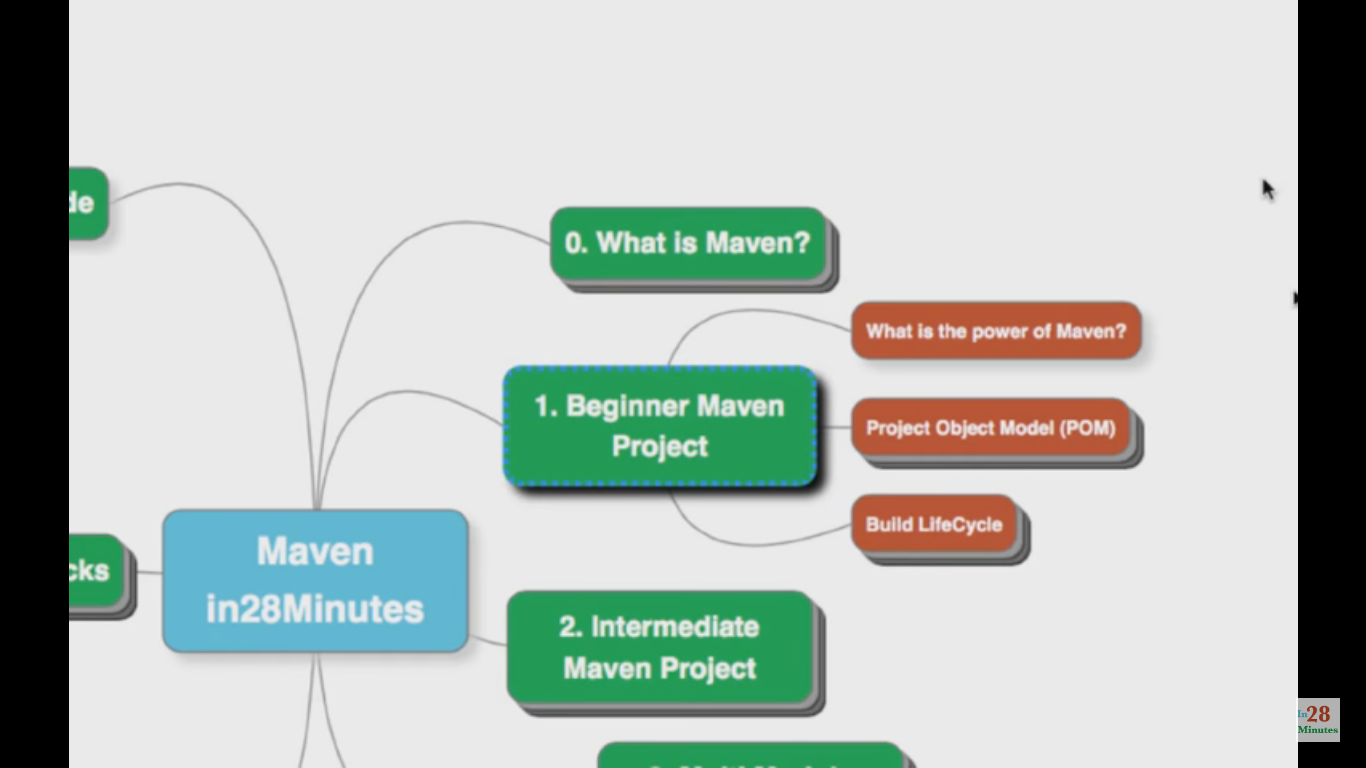 de
0. What is Maven?
What is the power of Maven?
1. Beginner Maven
Project
Project Object Model (POM)
Build LifeCycle
Maven
in28Minutes
cks
2. Intermediate
Maven Project
In28
Minutes